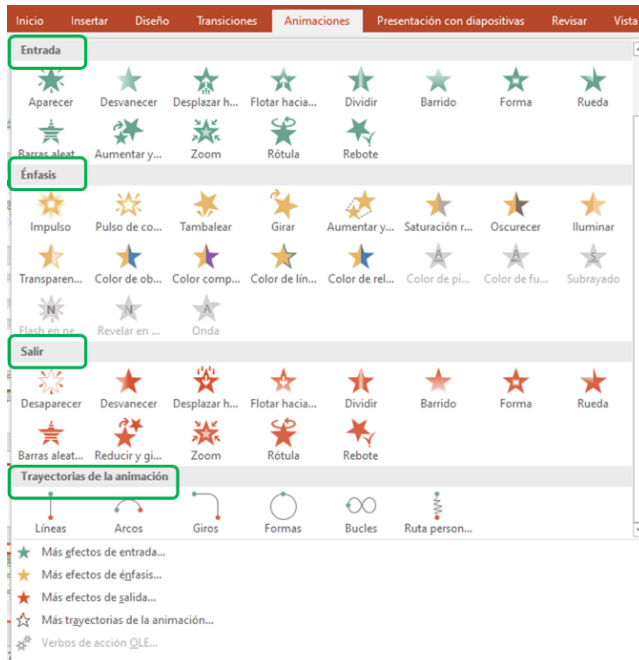 Inicio Insertar Diseño Transiciones Animaciones Presentación con diapositivas Revisar Vista
Entrada
Aparecer Desvanecer Desplazar h... Flotar hacia... Dividir Barrido Forma Rueda
Barras aleat... Aumentar y... Zoom Rótula Rebote
Énfasis
Impulso Pulso de co... Tambalear Girar Aumentar y... Saturación r... Oscurecer Iluminar
Transparen... Color de ob... Color comp... Color de lín... Color de rel... Color de pi... Color de fu... Subrayado
Flash en ne... Revelar en ... Onda
Salir
Desaparecer Desvanecer Desplazar h... Flotar hacia... Dividir Barrido Forma Rueda
Barras aleat... Reducir y gi... Zoom Rótula Rebote
Trayectorias de la animación
Líneas Arcos Giros Formas Bucles Ruta person...
Más efectos de entrada...
Más efectos de énfasis...
Más efectos de salida...
Más trayectorias de la animación...
Verbos de acción OLE...